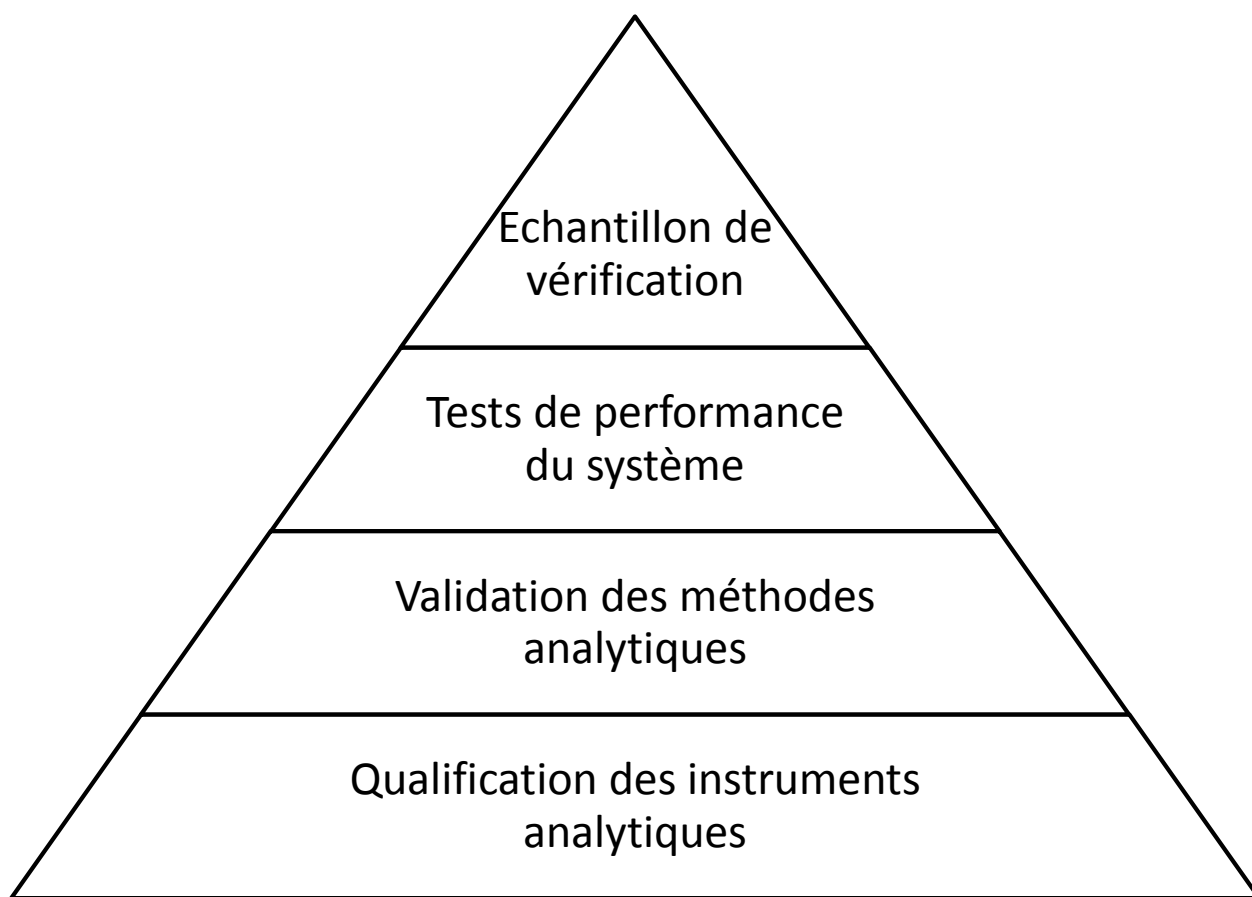 Echantillon de
vérification
Tests de performance
du système
Validation des méthodes
analytiques
Qualification des instruments
analytiques